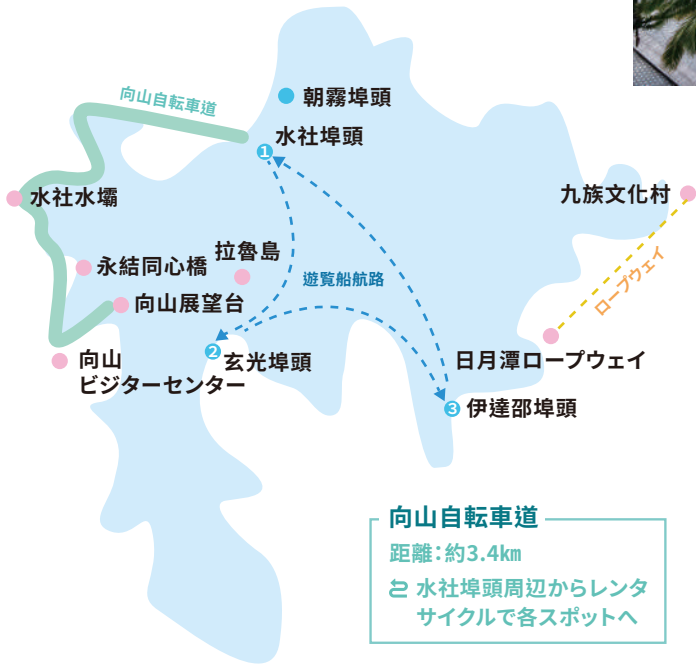 向山自転車道
朝霧埠頭
1
水社埠頭
水社水壩
九族文化村
拉魯島
永結同心橋
遊覧船航路
ロープウェイ
向山展望台
2
玄光埠頭
向山
ビジターセンター
日月潭ロープウェイ
3
伊達邵埠頭
向山自転車道
距離：約3.4㎞
水社埠頭周辺からレンタ
サイクルで各スポットへ